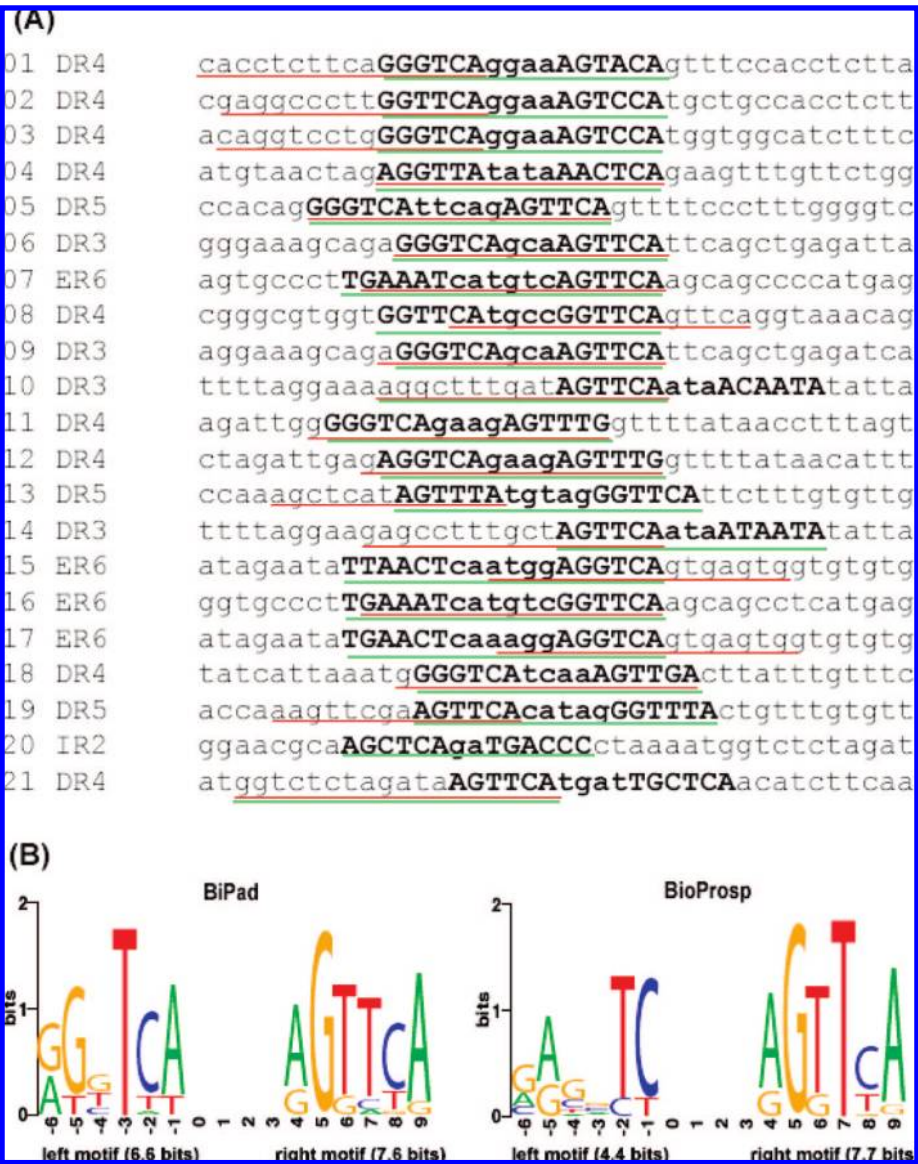 (A)
01 DR4 cacctcttcaGGGTCAggaaAGTACAgtttccacctctta
02 DR4 cgaggcccttGGTTCAggaaAGTCCAtgctgccacctctt
03 DR4 acaggtcctgGGGTCAggaaAGTCCAtggtggcatctttc
04 DR4 atgtaactagAGGTTAtataAACTCAgaagtttgttctgg
05 DR5 ccacagGGGTCAttcagAGTTCAgttttccctttggggtc
06 DR3 gggaaagcagaGGGTCAgcaAGTTCAttcagctgagatta
07 ER6 agtgcccctTGAAATcatgtcAGTTCAagcagccccatgag
08 DR4 cgggcgtggtGGTTCAtgccGGTTCAgttcaggtaaacag
09 DR3 aggaaagcagaGGGTCAgcaAGTTCAttcagctgagatca
10 DR3 ttttaggaaaaaggctttgatAGTTCAataACAATAtatta
11 DR4 agattggGGGTCAgaagAGTTTGgttttataacctttagt
12 DR4 ctagattgagAGGTCAgaagAGTTTGgttttataacattt
13 DR5 ccaaagctcatAGTTTAtgtagGGTTCAttctttgtgttg
14 DR3 ttttaggaagagcctttgctAGTTCAataATAATAtatta
15 ER6 atagaataTTAACTcaatggAGGTCAgtgagtggtgtgtg
16 ER6 ggtgccctTGAAATcatgtcGGTTCAagcagcctcatgag
17 ER6 atagaataTGAACTcaaaggAGGTCAgtgagtggtgtgtg
18 DR4 tatcattaaatgGGGTCAtcaaAGTTGActtatttgtttc
19 DR5 accaaagttcgaAGTTCAcatagGGTTTActgtttgtgtt
20 IR2 ggaacgcaAGCTCAgaTGACCCctaaaatggtctctagat
21 DR4 atggtctctagataAGTTCAtgatTGCTCAacatcttcaa
(B)
BiPad
2
1
0
bits
-6 -5 -4 -3 -2 -1 0 1 2 3 4 5 6 7 8 9
left motif (6.6 bits) right motif (7.6 bits)
BioProsp
2
1
0
bits
-6 -5 -4 -3 -2 -1 0 1 2 3 4 5 6 7 8 9
left motif (4.4 bits) right motif (7.7 bits)